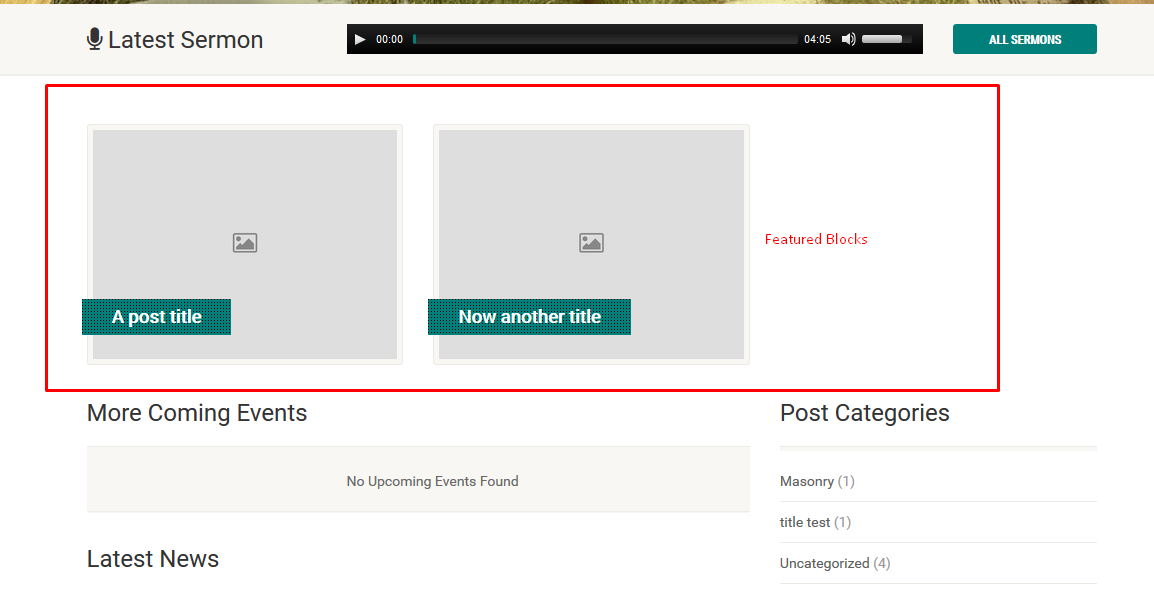 Latest Sermon
00:00
04:05
ALL SERMONS
A post title
Now another title
Featured Blocks
More Coming Events
Post Categories
No Upcoming Events Found
Masonry (1)
title test (1)
Latest News
Uncategorized (4)